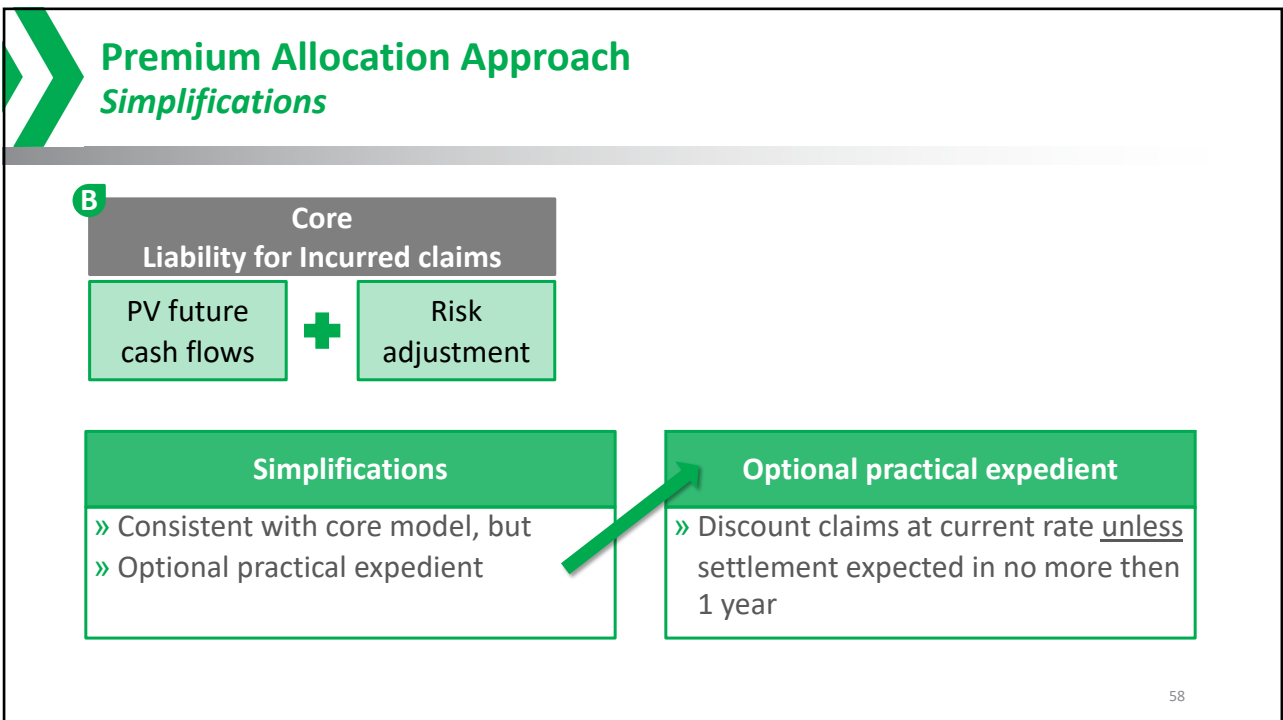 Premium Allocation Approach
Simplifications
B
Core
Liability for Incurred claims
PV future
cash flows
Risk
adjustment
Simplifications
» Consistent with core model, but
» Optional practical expedient
Optional practical expedient
» Discount claims at current rate unless
settlement expected in no more then
1 year
58